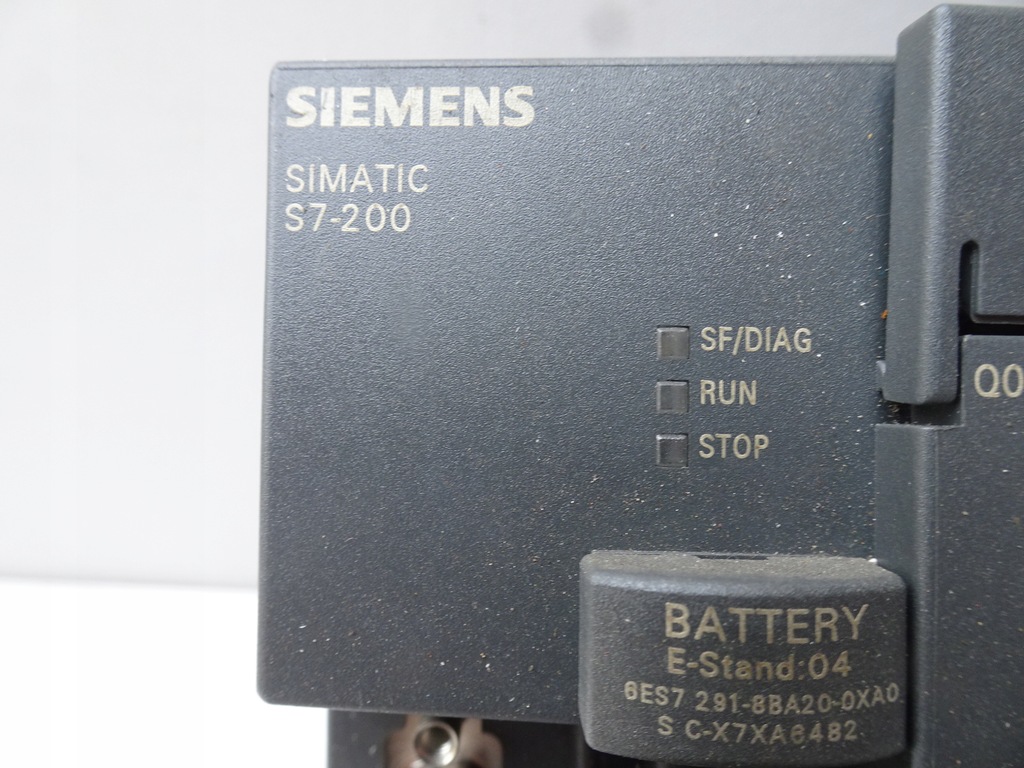 SIEMENS
SIMATIC
S7-200
SF/DIAG
RUN
STOP
Q0
BATTERY
E-Stand:04
6ES7 291-8BA20-0XA0
S C-X7XA6482